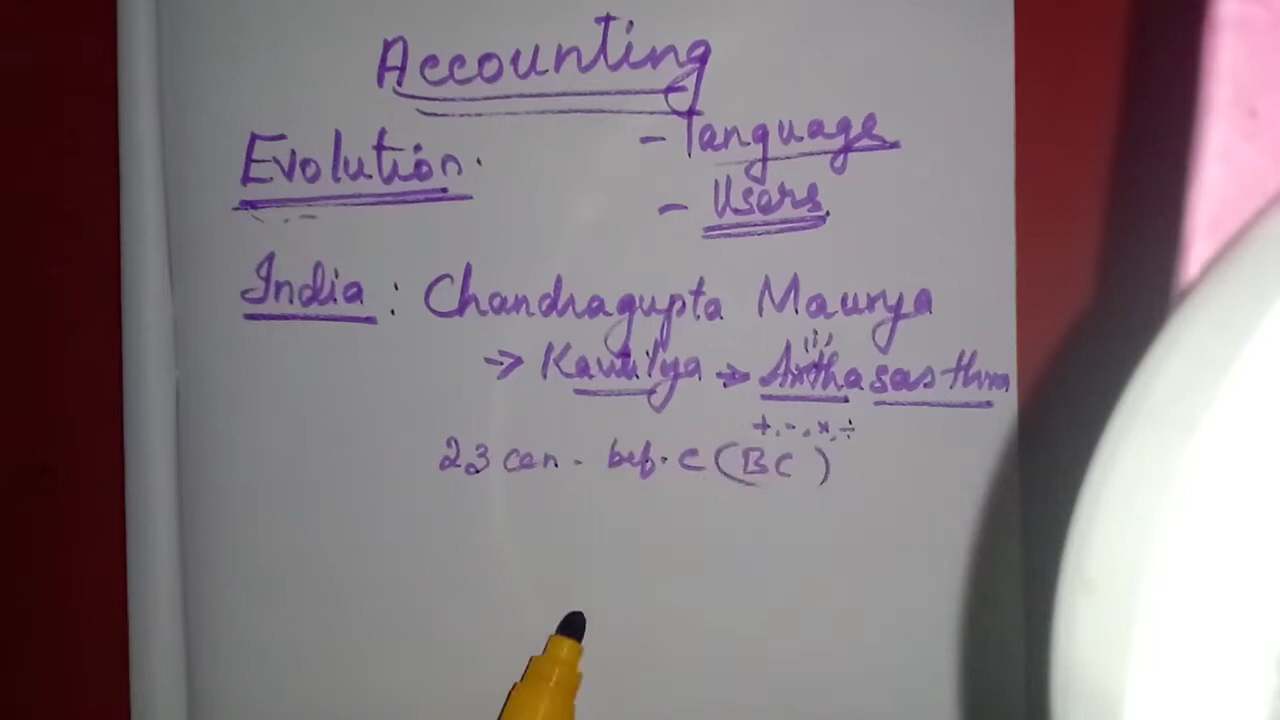 Accounting
- language
Evolution.
- Users
India : Chandragupta Maurya
→ Kautilya → Arthasasthra
+, -, ×, ÷
23 cen. bef. C (BC)